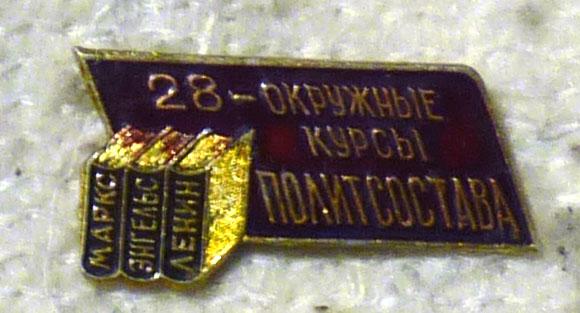 28-ОКРУЖНЫЕ
КУРСЫ
ПОЛИТСОСТАВА
МАРКС
ЭНГЕЛЬС
ЛЕНИН